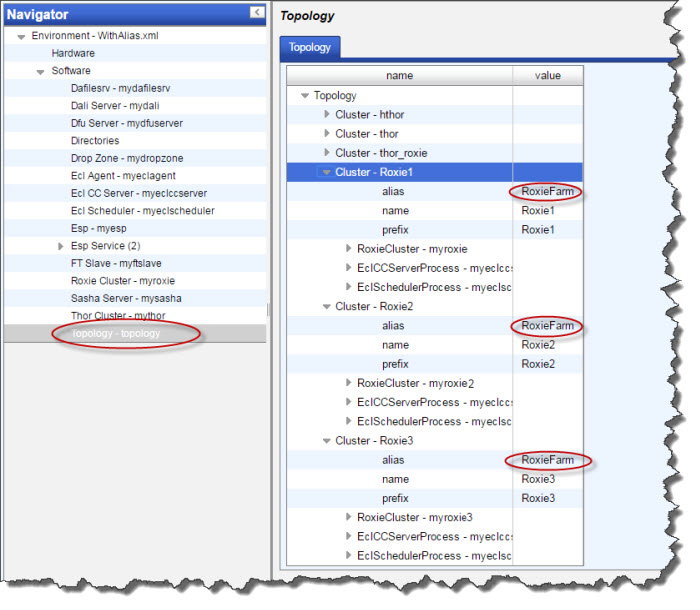 Navigator
Environment - WithAlias.xml
Hardware
Software
Dafilesrv - mydafilesrv
Dali Server - mydali
Dfu Server - mydfuserver
Directories
Drop Zone - mydropzone
Ecl Agent - myeclagent
Ecl CC Server - myeclccserver
Ecl Scheduler - myeclscheduler
Esp - myesp
Esp Service (2)
FT Slave - myftslave
Roxie Cluster - myroxie
Sasha Server - mysasha
Thor Cluster - mythor
Topology - topology
Topology
Topology
name value
Topology
Cluster - hthor
Cluster - thor
Cluster - thor_roxie
Cluster - Roxie1
alias RoxieFarm
name Roxie1
prefix Roxie1
RoxieCluster - myroxie
EclCCServerProcess - myeclccs
EclSchedulerProcess - myeclsc
Cluster - Roxie2
alias RoxieFarm
name Roxie2
prefix Roxie2
RoxieCluster - myroxie2
EclCCServerProcess - myeclccs
EclSchedulerProcess - myeclsc
Cluster - Roxie3
alias RoxieFarm
name Roxie3
prefix Roxie3
RoxieCluster - myroxie3
EclCCServerProcess - myeclccs
EclSchedulerProcess - myeclsc